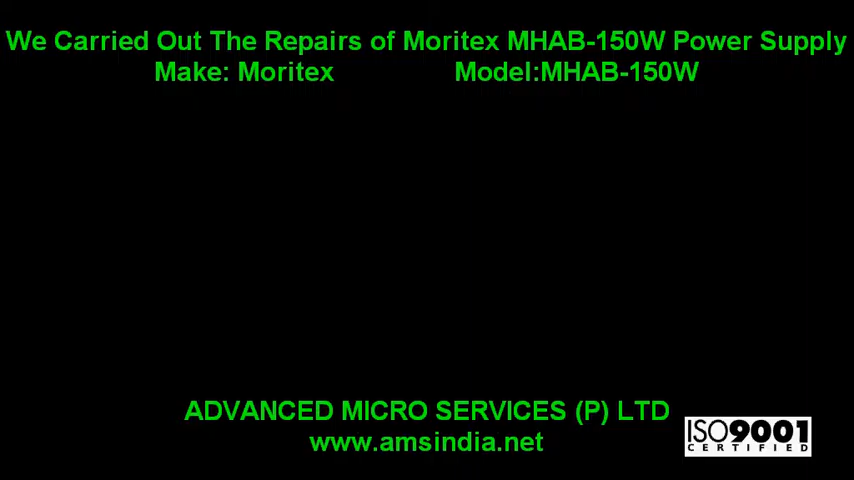 We Carried Out The Repairs of Moritex MHAB-150W Power Supply
Make: Moritex Model:MHAB-150W
ADVANCED MICRO SERVICES (P) LTD
www.amsindia.net
ISO9001
CERTIFIED